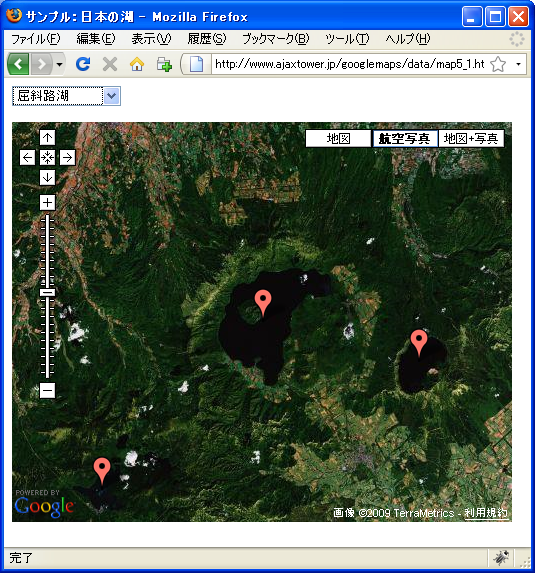 サンプル: 日本の湖 - Mozilla Firefox
ファイル(F) 編集(E) 表示(V) 履歴(S) ブックマーク(B) ツール(T) ヘルプ(H)
http://www.ajaxtower.jp/googlemaps/data/map5_1.ht
屈斜路湖
地図 航空写真 地図+写真
POWERED BY
Google
画像 ©2009 TerraMetrics - 利用規約
完了